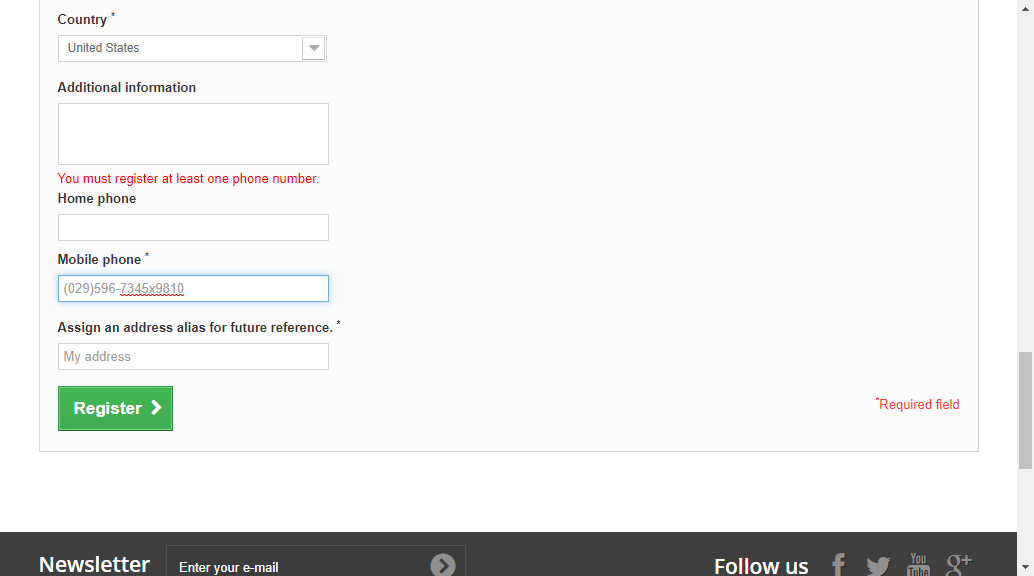 Country *
United States
Additional information
You must register at least one phone number.
Home phone
Mobile phone *
(029)596-7345x9810
Assign an address alias for future reference. *
My address
Register
*Required field
Newsletter
Enter your e-mail
Follow us
You
Tube
g+